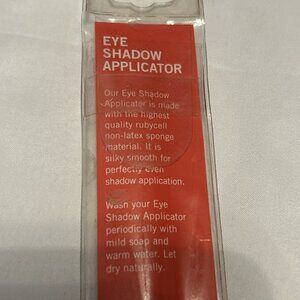 EYE
SHADOW
APPLICATOR
Our Eye Shadow
Applicator is made
with the highest
quality rubycell
non-latex sponge
material. It is
silky smooth for
perfectly even
shadow application.
Wash your Eye
Shadow Applicator
periodically with
mild soap and
warm water. Let
dry naturally.